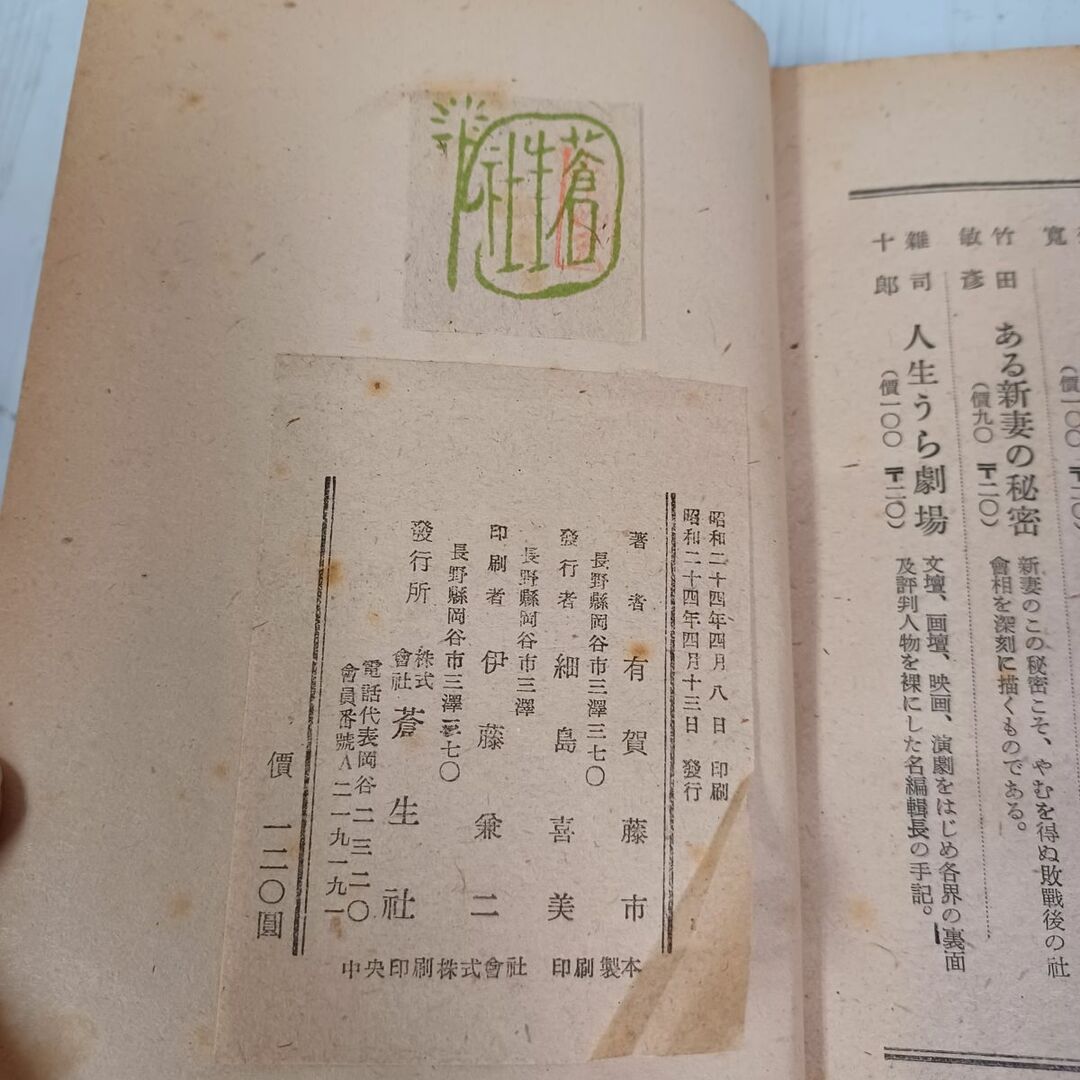 寬
竹田敏彥
ある新妻の秘密
(價九〇 〒二〇)
新妻のこの秘密こそ、やむを得ぬ敗戰後の社
會相を深刻に描くものである。
雜司十郎
人生うら劇場
(價一〇〇 〒二〇)
文壇、画壇、映画、演劇をはじめ各界の裏面
及評判人物を裸にした名編輯長の手記。
(價一〇〇 〒二〇)
蒼生社
昭和二十四年四月八日 印刷
昭和二十四年四月十三日 發行
著者 有賀藤市
長野縣岡谷市三澤三七〇
發行者 細島喜美
長野縣岡谷市三澤
印刷者 伊藤兼二
長野縣岡谷市三澤三七〇
發行所 株式會社 蒼生社
電話代表岡谷二三二〇
會員番號A二一九一九一
中央印刷株式會社 印刷製本
價 一二〇圓